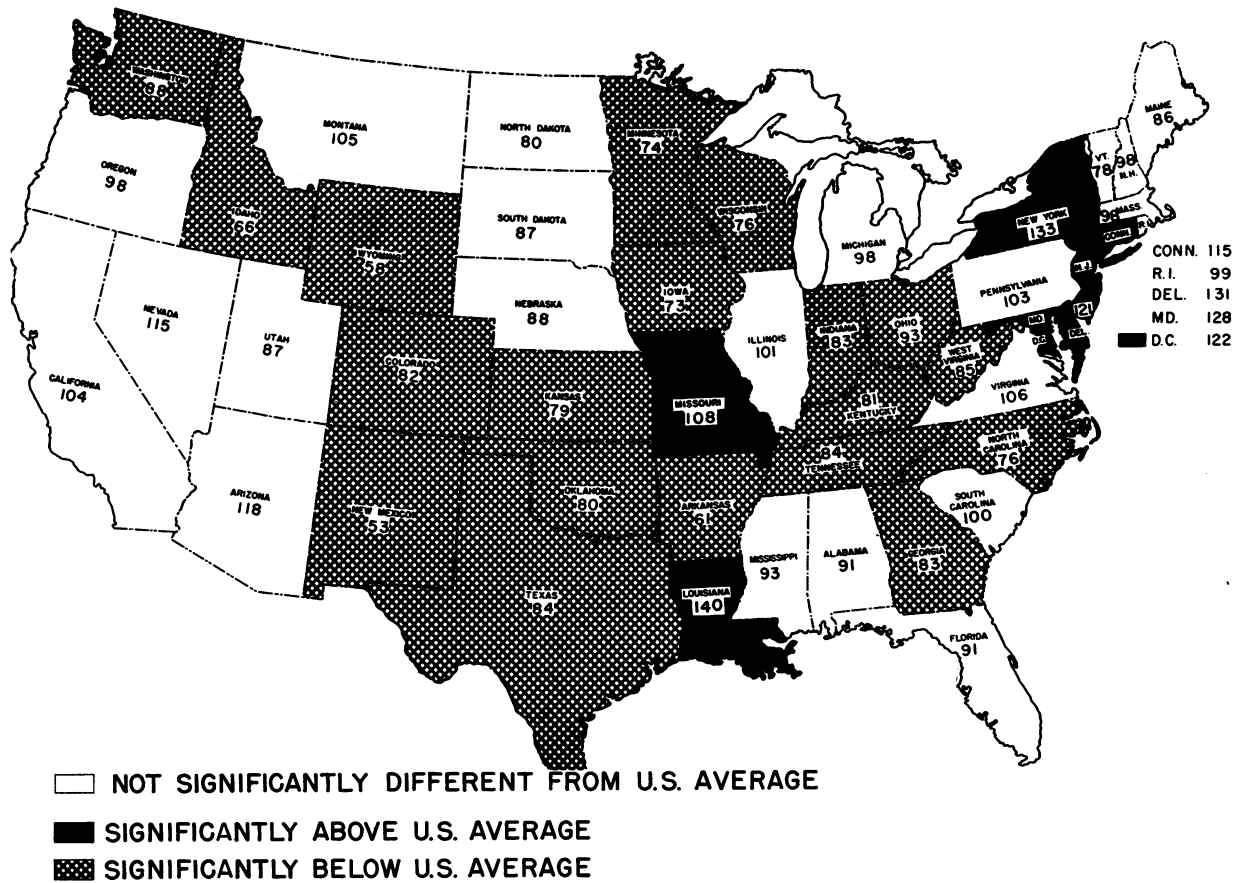 WASHINGTON
88
MONTANA
105
NORTH DAKOTA
80
MINNESOTA
74
MAINE
86
OREGON
98
IDAHO
66
WYOMING
58
SOUTH DAKOTA
87
WISCONSIN
76
MICHIGAN
98
NEW YORK
133
VT.
78
98
N.H.
MASS.
R.I.
CONN.
CONN. 115
R.I. 99
DEL. 131
MD. 128
D.C. 122
NEVADA
115
UTAH
87
NEBRASKA
88
IOWA
73
ILLINOIS
101
INDIANA
83
OHIO
93
PENNSYLVANIA
103
N.J.
121
MD.
D.C.
DEL.
WEST
VIRGINIA
85
VIRGINIA
106
CALIFORNIA
104
COLORADO
82
KANSAS
79
MISSOURI
108
81
KENTUCKY
84
TENNESSEE
NORTH
CAROLINA
76
ARIZONA
118
NEW MEXICO
53
OKLAHOMA
80
ARKANSAS
61
SOUTH
CAROLINA
100
MISSISSIPPI
93
ALABAMA
91
GEORGIA
83
TEXAS
84
LOUISIANA
140
FLORIDA
91
NOT SIGNIFICANTLY DIFFERENT FROM U.S. AVERAGE
SIGNIFICANTLY ABOVE U.S. AVERAGE
SIGNIFICANTLY BELOW U.S. AVERAGE